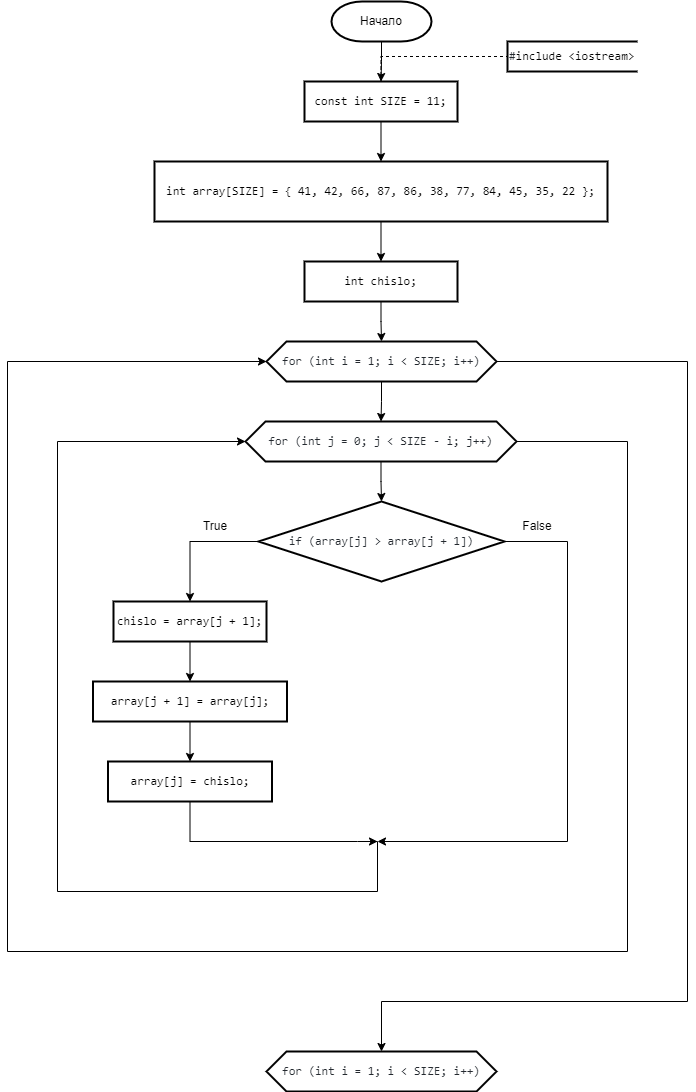 Начало
#include <iostream>
const int SIZE = 11;
int array[SIZE] = { 41, 42, 66, 87, 86, 38, 77, 84, 45, 35, 22 };
int chislo;
for (int i = 1; i < SIZE; i++)
for (int j = 0; j < SIZE - i; j++)
True
False
if (array[j] > array[j + 1])
chislo = array[j + 1];
array[j + 1] = array[j];
array[j] = chislo;
for (int i = 1; i < SIZE; i++)